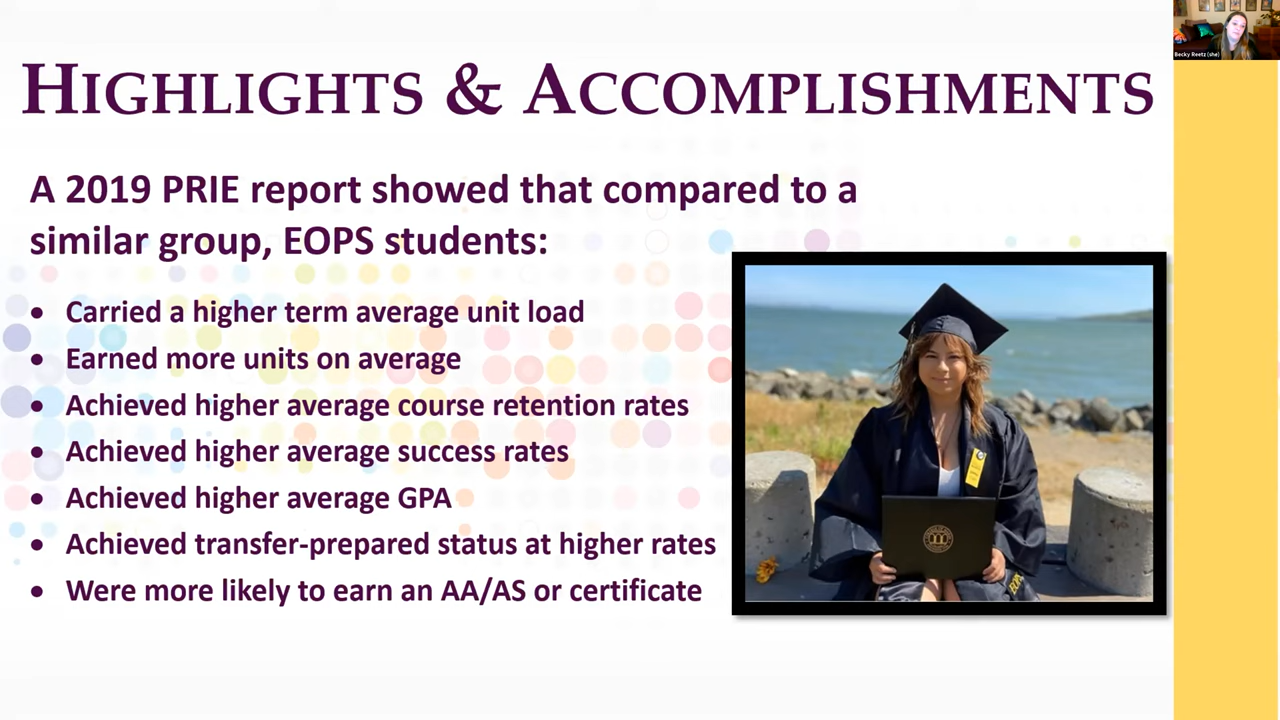 Becky Reetz (she)
HIGHLIGHTS & ACCOMPLISHMENTS
A 2019 PRIE report showed that compared to a
similar group, EOPS students:
• Carried a higher term average unit load
• Earned more units on average
• Achieved higher average course retention rates
• Achieved higher average success rates
• Achieved higher average GPA
• Achieved transfer-prepared status at higher rates
• Were more likely to earn an AA/AS or certificate
EOPS